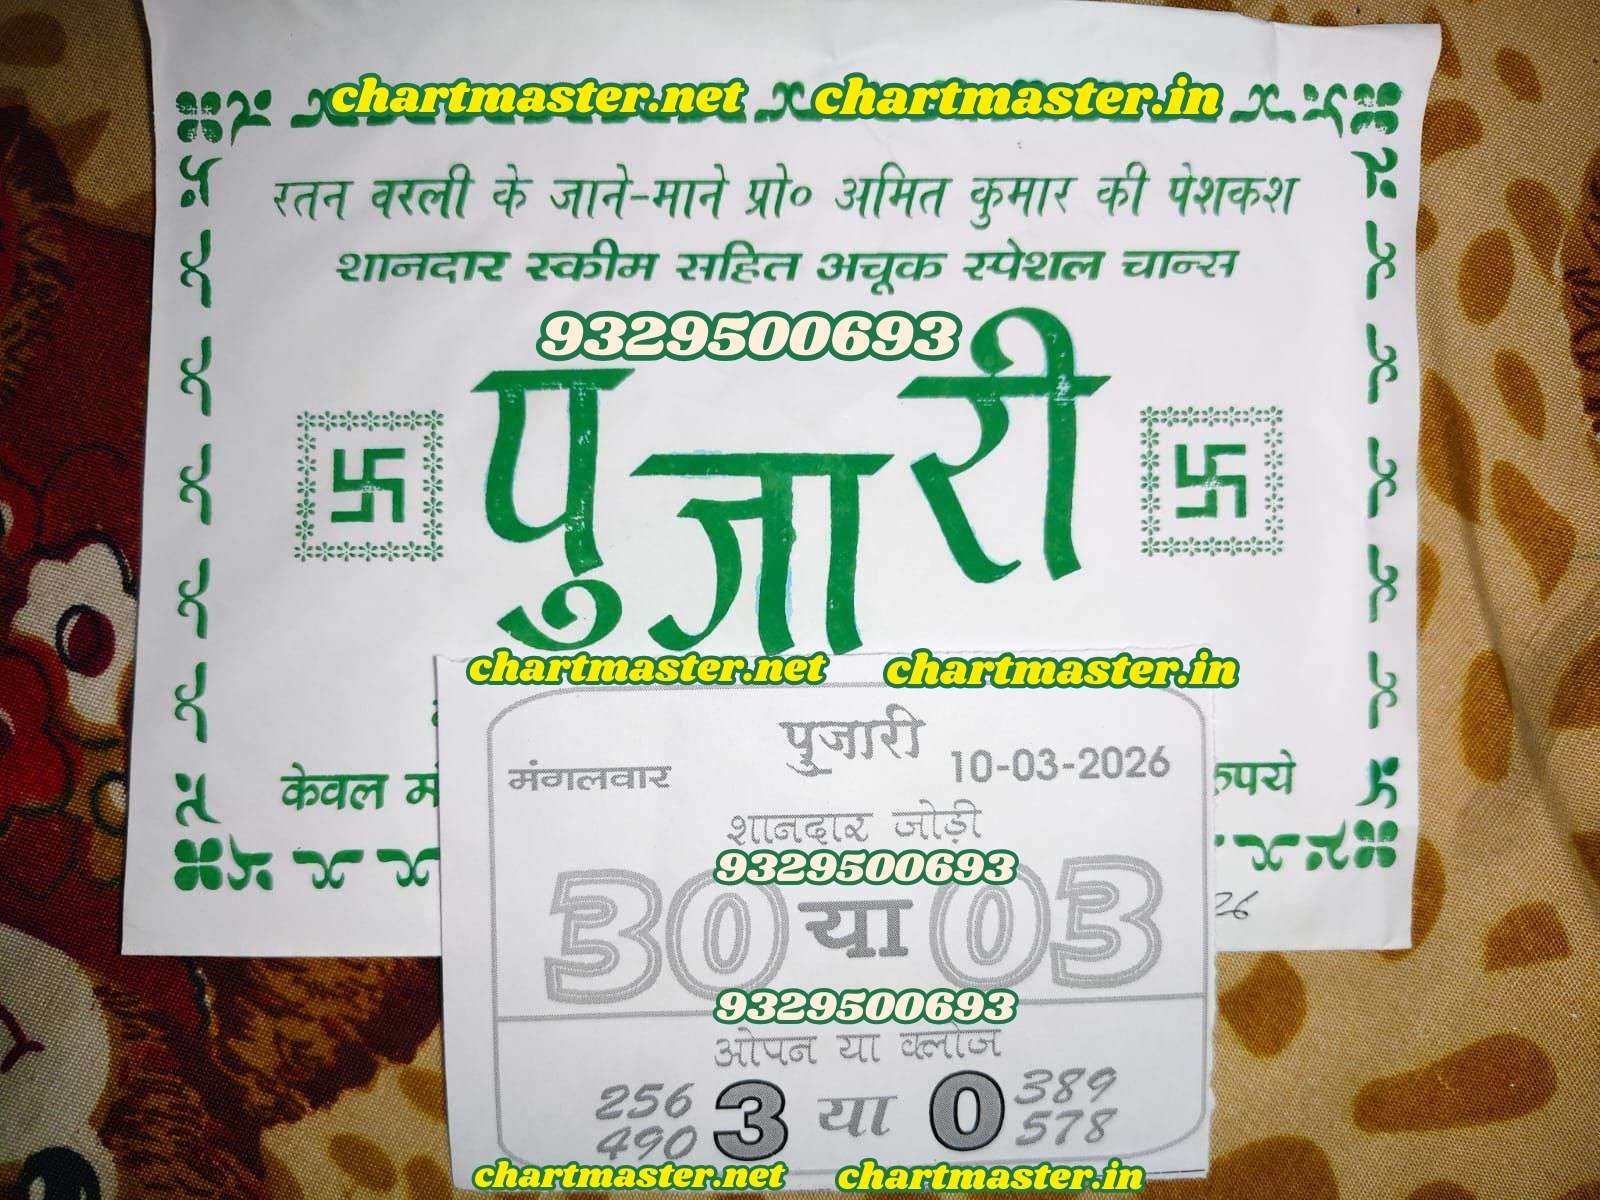 chartmaster.net chartmaster.in
रतन वरली के जाने-माने प्रो० अमित कुमार की पेशकश
शानदार स्कीम सहित अचूक स्पेशल चान्स
9329500693
पुजारी
chartmaster.net chartmaster.in
केवल रुपये
पुजारी
मंगलवार 10-03-2026
शानदार जोड़ी
9329500693
30 या 03
26
9329500693
ओपन या क्लोज
256 3 या 0 389
490 578
chartmaster.net chartmaster.in